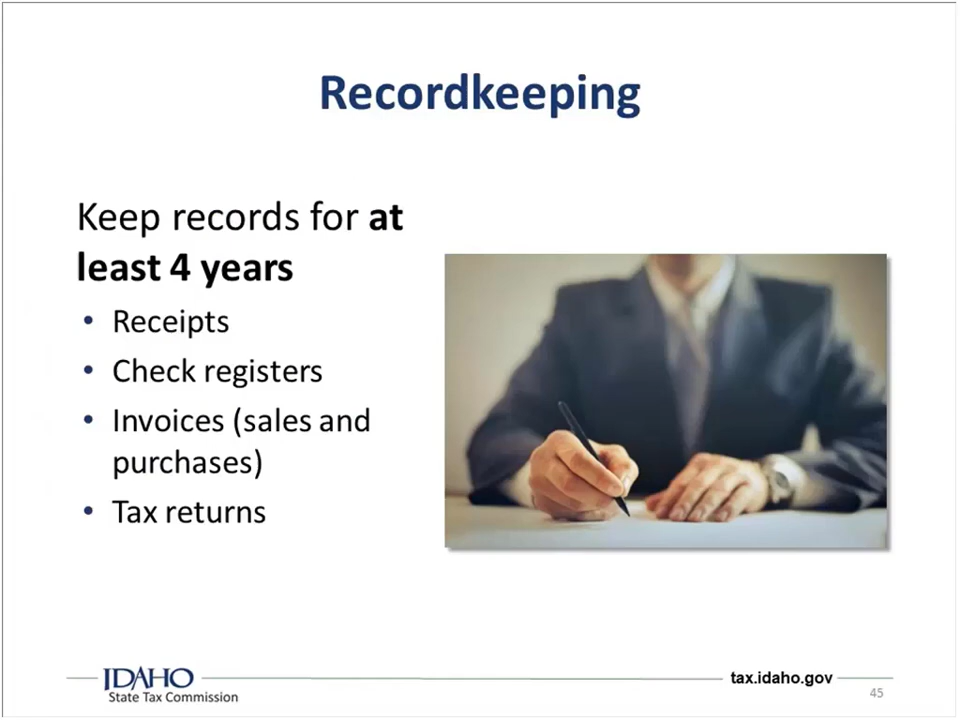 Recordkeeping
Keep records for at
least 4 years
• Receipts
• Check registers
• Invoices (sales and
purchases)
• Tax returns
IDAHO
State Tax Commission
tax.idaho.gov
45